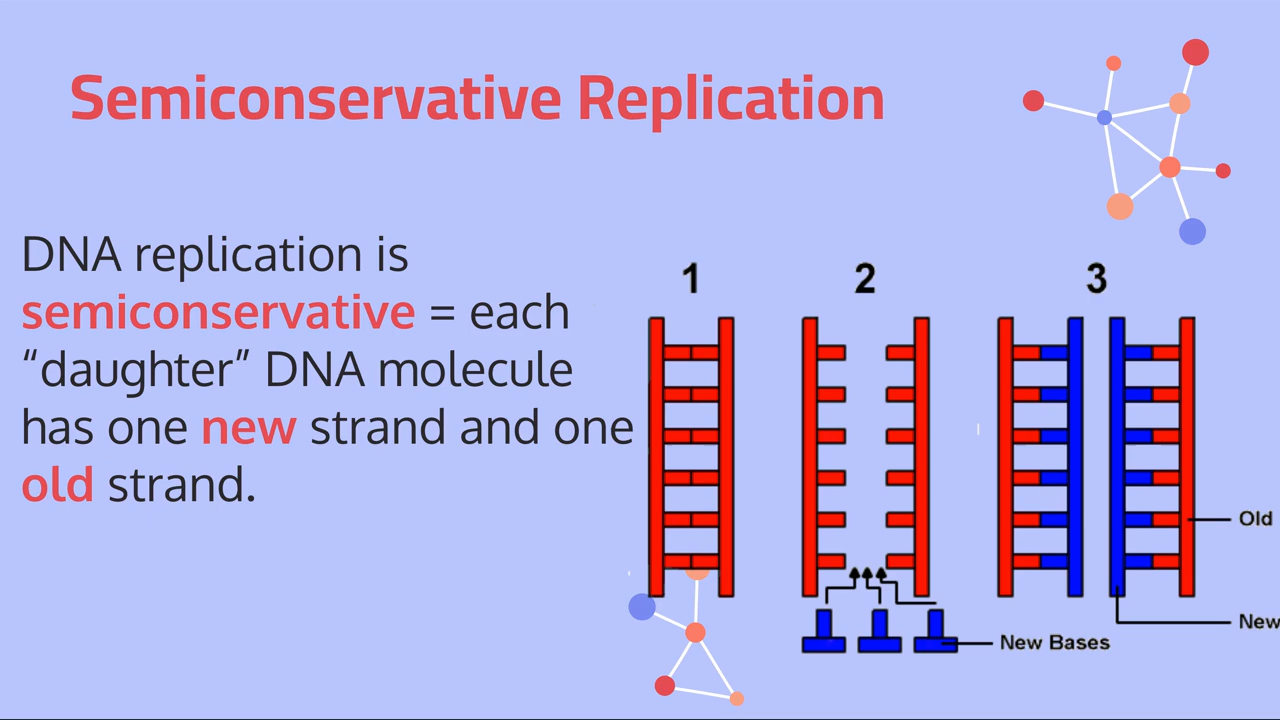 Semiconservative Replication
DNA replication is
semiconservative = each
“daughter” DNA molecule
has one new strand and one
old strand.
1
2
3
Old
New
New Bases